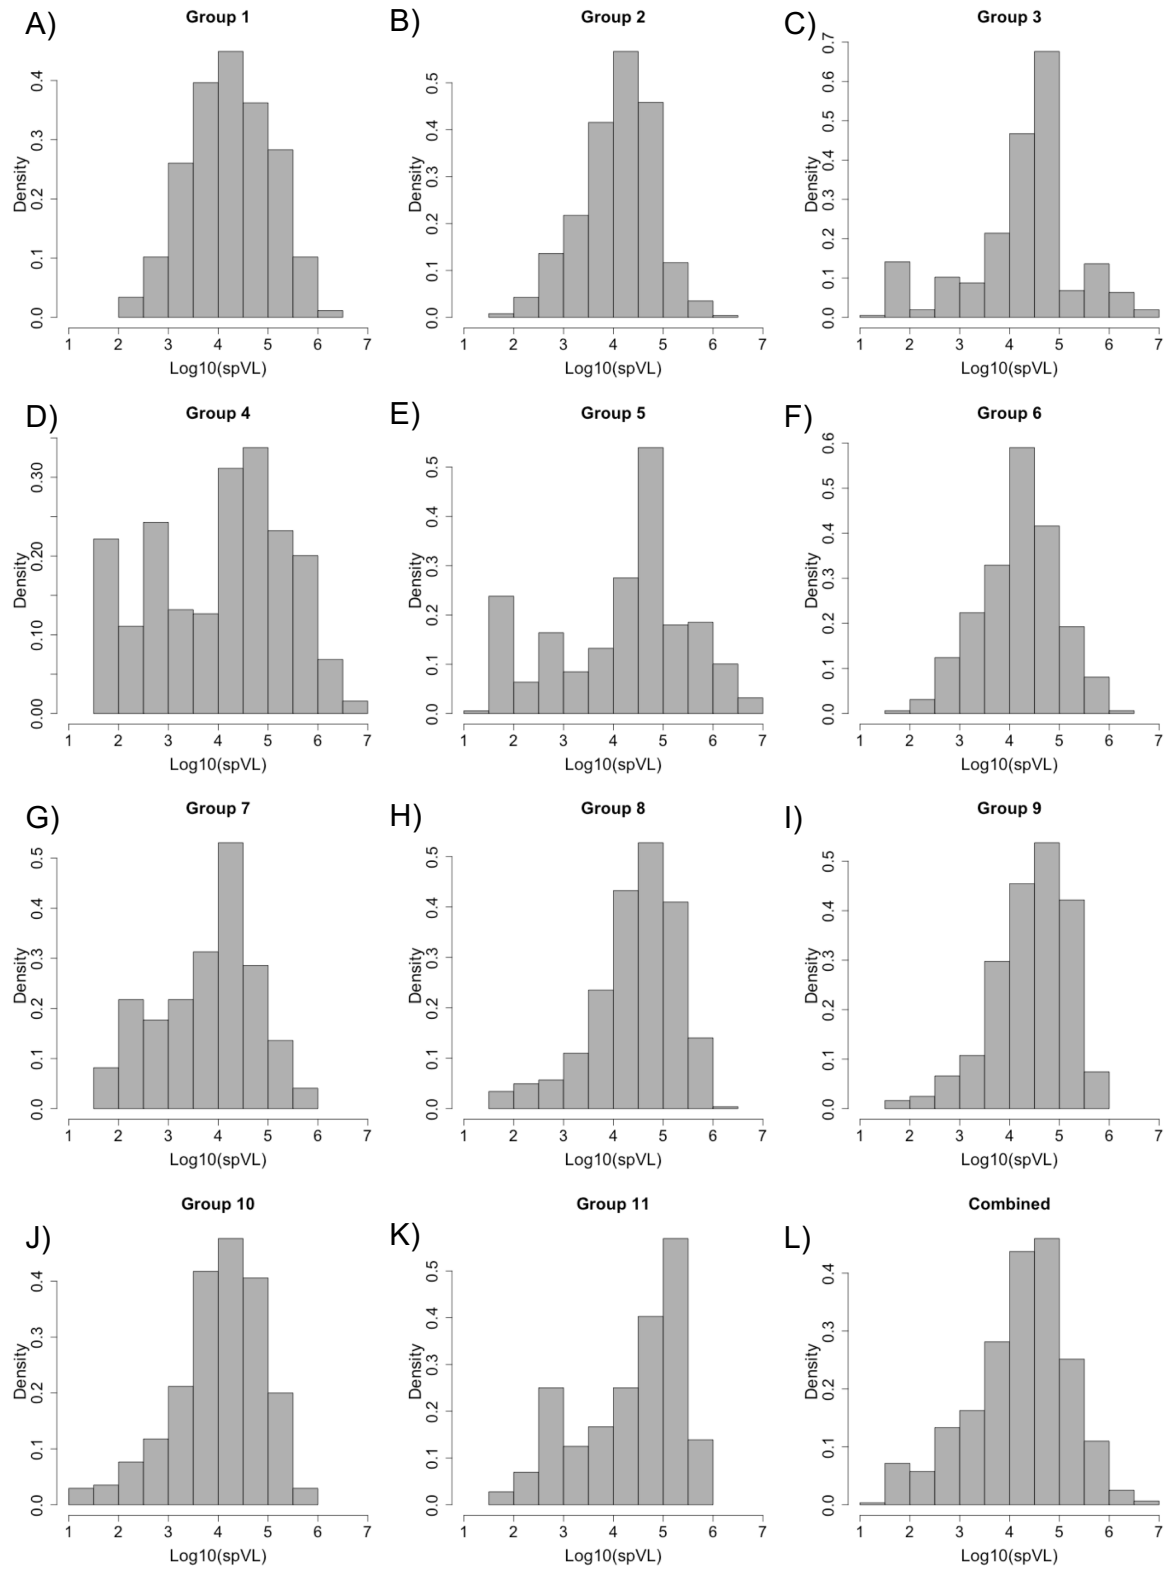 A) Group 1
Density
0.0 0.1 0.2 0.3 0.4
1 2 3 4 5 6 7
Log10(spVL)
B) Group 2
Density
0.0 0.1 0.2 0.3 0.4 0.5
1 2 3 4 5 6 7
Log10(spVL)
C) Group 3
Density
0.0 0.1 0.2 0.3 0.4 0.5 0.6 0.7
1 2 3 4 5 6 7
Log10(spVL)
D) Group 4
Density
0.00 0.10 0.20 0.30
1 2 3 4 5 6 7
Log10(spVL)
E) Group 5
Density
0.0 0.1 0.2 0.3 0.4 0.5
1 2 3 4 5 6 7
Log10(spVL)
F) Group 6
Density
0.0 0.1 0.2 0.3 0.4 0.5 0.6
1 2 3 4 5 6 7
Log10(spVL)
G) Group 7
Density
0.0 0.1 0.2 0.3 0.4 0.5
1 2 3 4 5 6 7
Log10(spVL)
H) Group 8
Density
0.0 0.1 0.2 0.3 0.4 0.5
1 2 3 4 5 6 7
Log10(spVL)
I) Group 9
Density
0.0 0.1 0.2 0.3 0.4 0.5
1 2 3 4 5 6 7
Log10(spVL)
J) Group 10
Density
0.0 0.1 0.2 0.3 0.4
1 2 3 4 5 6 7
Log10(spVL)
K) Group 11
Density
0.0 0.1 0.2 0.3 0.4 0.5
1 2 3 4 5 6 7
Log10(spVL)
L) Combined
Density
0.0 0.1 0.2 0.3 0.4
1 2 3 4 5 6 7
Log10(spVL)